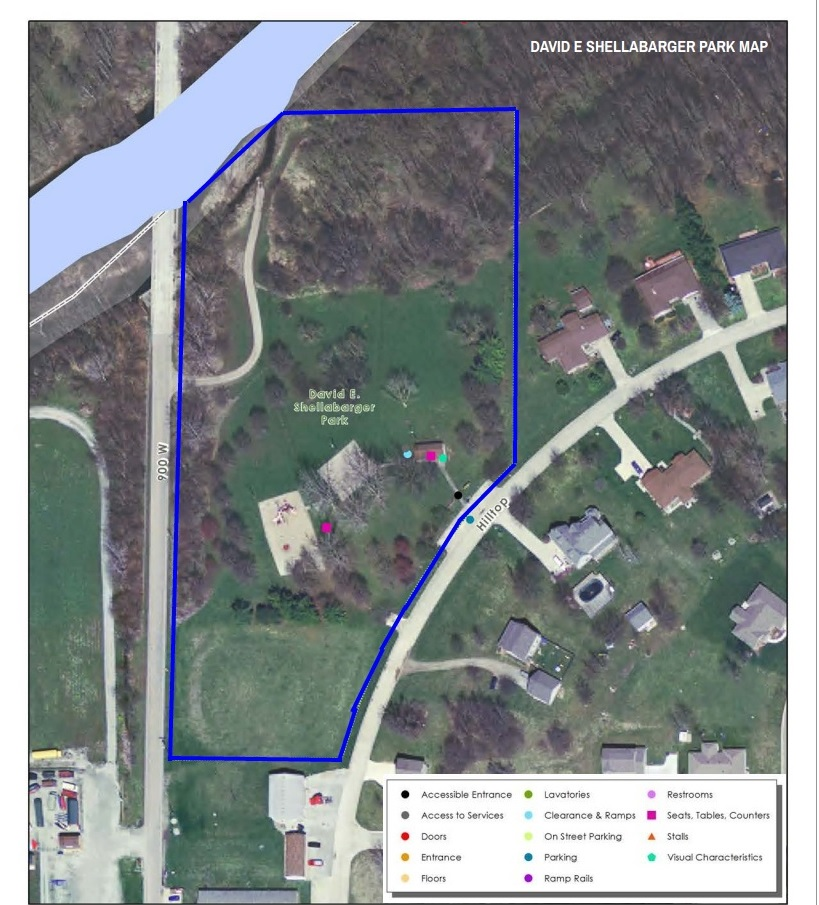 DAVID E SHELLABARGER PARK MAP
David E.
Shellabarger
Park
900 W
Hilltop
Accessible Entrance
Access to Services
Doors
Entrance
Floors
Lavatories
Clearance & Ramps
On Street Parking
Parking
Ramp Rails
Restrooms
Seats, Tables, Counters
Stalls
Visual Characteristics